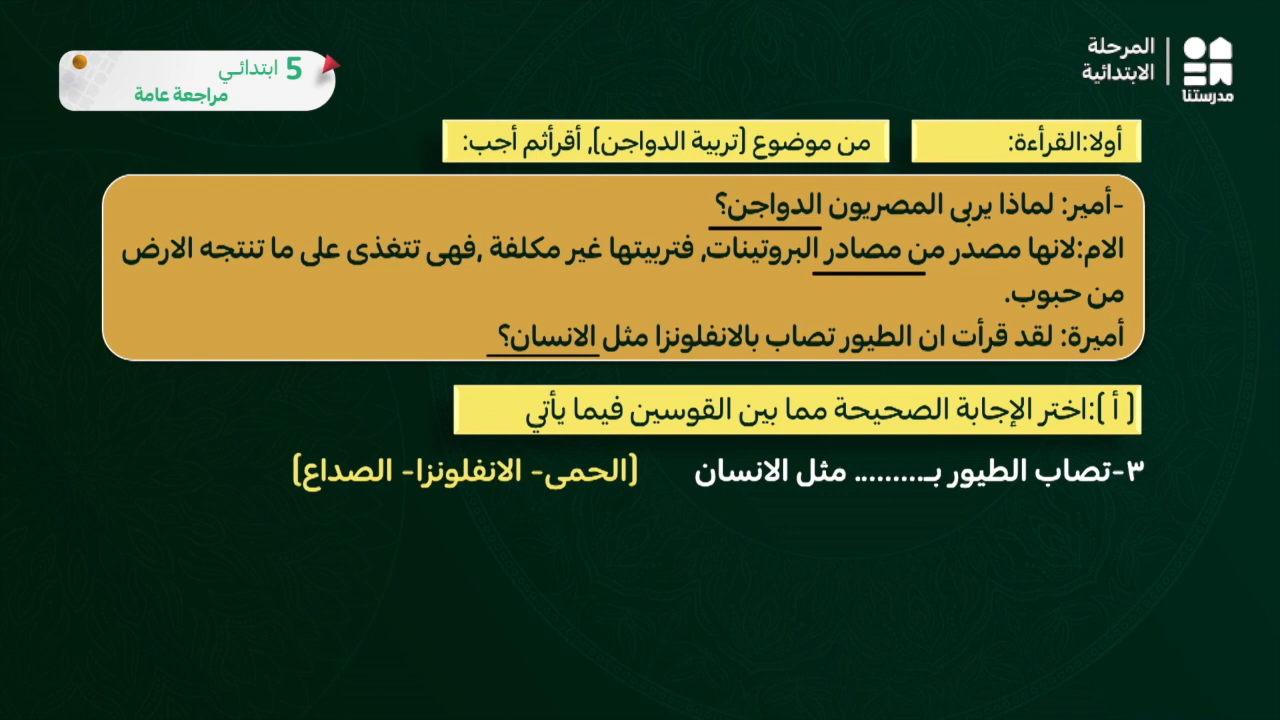 المرحلة
الابتدائية
مدرستنا
5 ابتدائي
مراجعة عامة
أولا:القرأءة:
من موضوع (تربية الدواجن), أقرأثم أجب:
-أمير: لماذا يربى المصريون الدواجن؟
الام:لانها مصدر من مصادر البروتينات, فتربيتها غير مكلفة ,فهى تتغذى على ما تنتجه الارض
من حبوب.
أميرة: لقد قرأت ان الطيور تصاب بالانفلونزا مثل الانسان؟
( أ ):اختر الإجابة الصحيحة مما بين القوسين فيما يأتي
٣-تصاب الطيور بـ......... مثل الانسان (الحمى- الانفلونزا- الصداع)